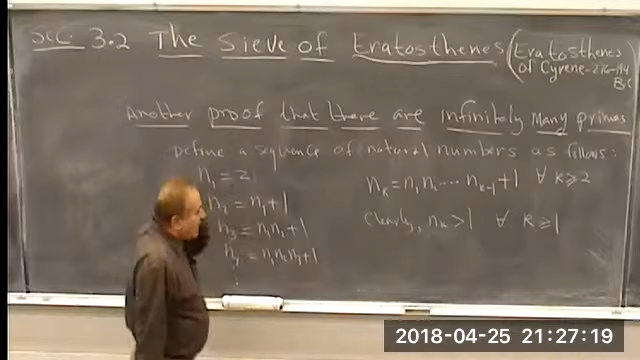 Sec. 3.2 The Sieve of Eratosthenes (Eratosthenes
of Cyrene-276-194
BC
Another proof that there are infinitely many primes
Define a sequence of natural numbers as follows:
n₁ = 2
n₂ = n₁+1
n₃ = n₁n₂+1
n₄ = n₁n₂n₃+1
nₖ = n₁n₂ ... nₖ₋₁ + 1 ∀ k ≥ 2
Clearly, nₖ > 1 ∀ k ≥ 1
2018-04-25 21:27:19